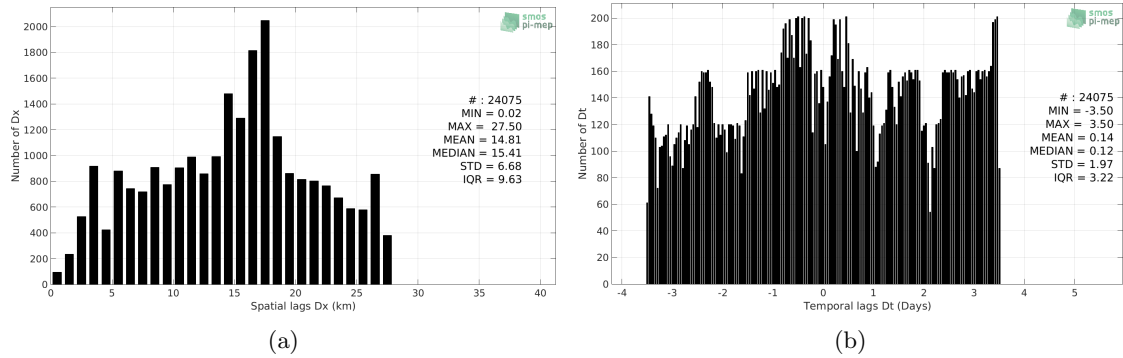 smos
pi-mep
2000
1800
1600
1400
1200
1000
800
600
400
200
0
Number of Dx
# : 24075
MIN = 0.02
MAX = 27.50
MEAN = 14.81
MEDIAN = 15.41
STD = 6.68
IQR = 9.63
0 5 10 15 20 25 30 35 40
Spatial lags Dx (km)
(a)
smos
pi-mep
200
180
160
140
120
100
80
60
40
20
0
Number of Dt
# : 24075
MIN = -3.50
MAX = 3.50
MEAN = 0.14
MEDIAN = 0.12
STD = 1.97
IQR = 3.22
-4 -3 -2 -1 0 1 2 3 4 5
Temporal lags Dt (Days)
(b)